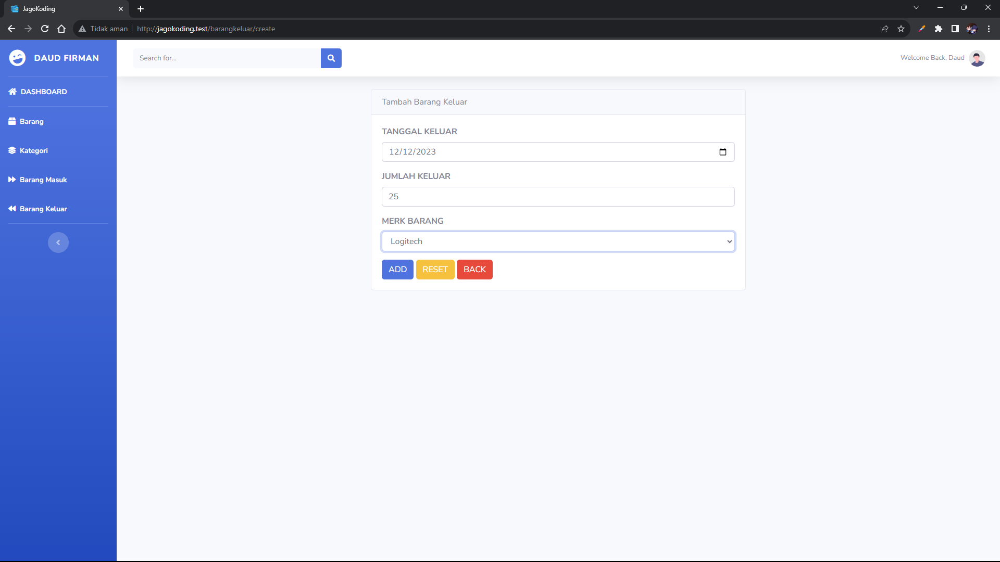 JagoKoding
Tidak aman http://jagokoding.test/barangkeluar/create
DAUD FIRMAN
DASHBOARD
Barang
Kategori
Barang Masuk
Barang Keluar
Search for...
Welcome Back, Daud
Tambah Barang Keluar
TANGGAL KELUAR
12/12/2023
JUMLAH KELUAR
25
MERK BARANG
Logitech
ADD RESET BACK